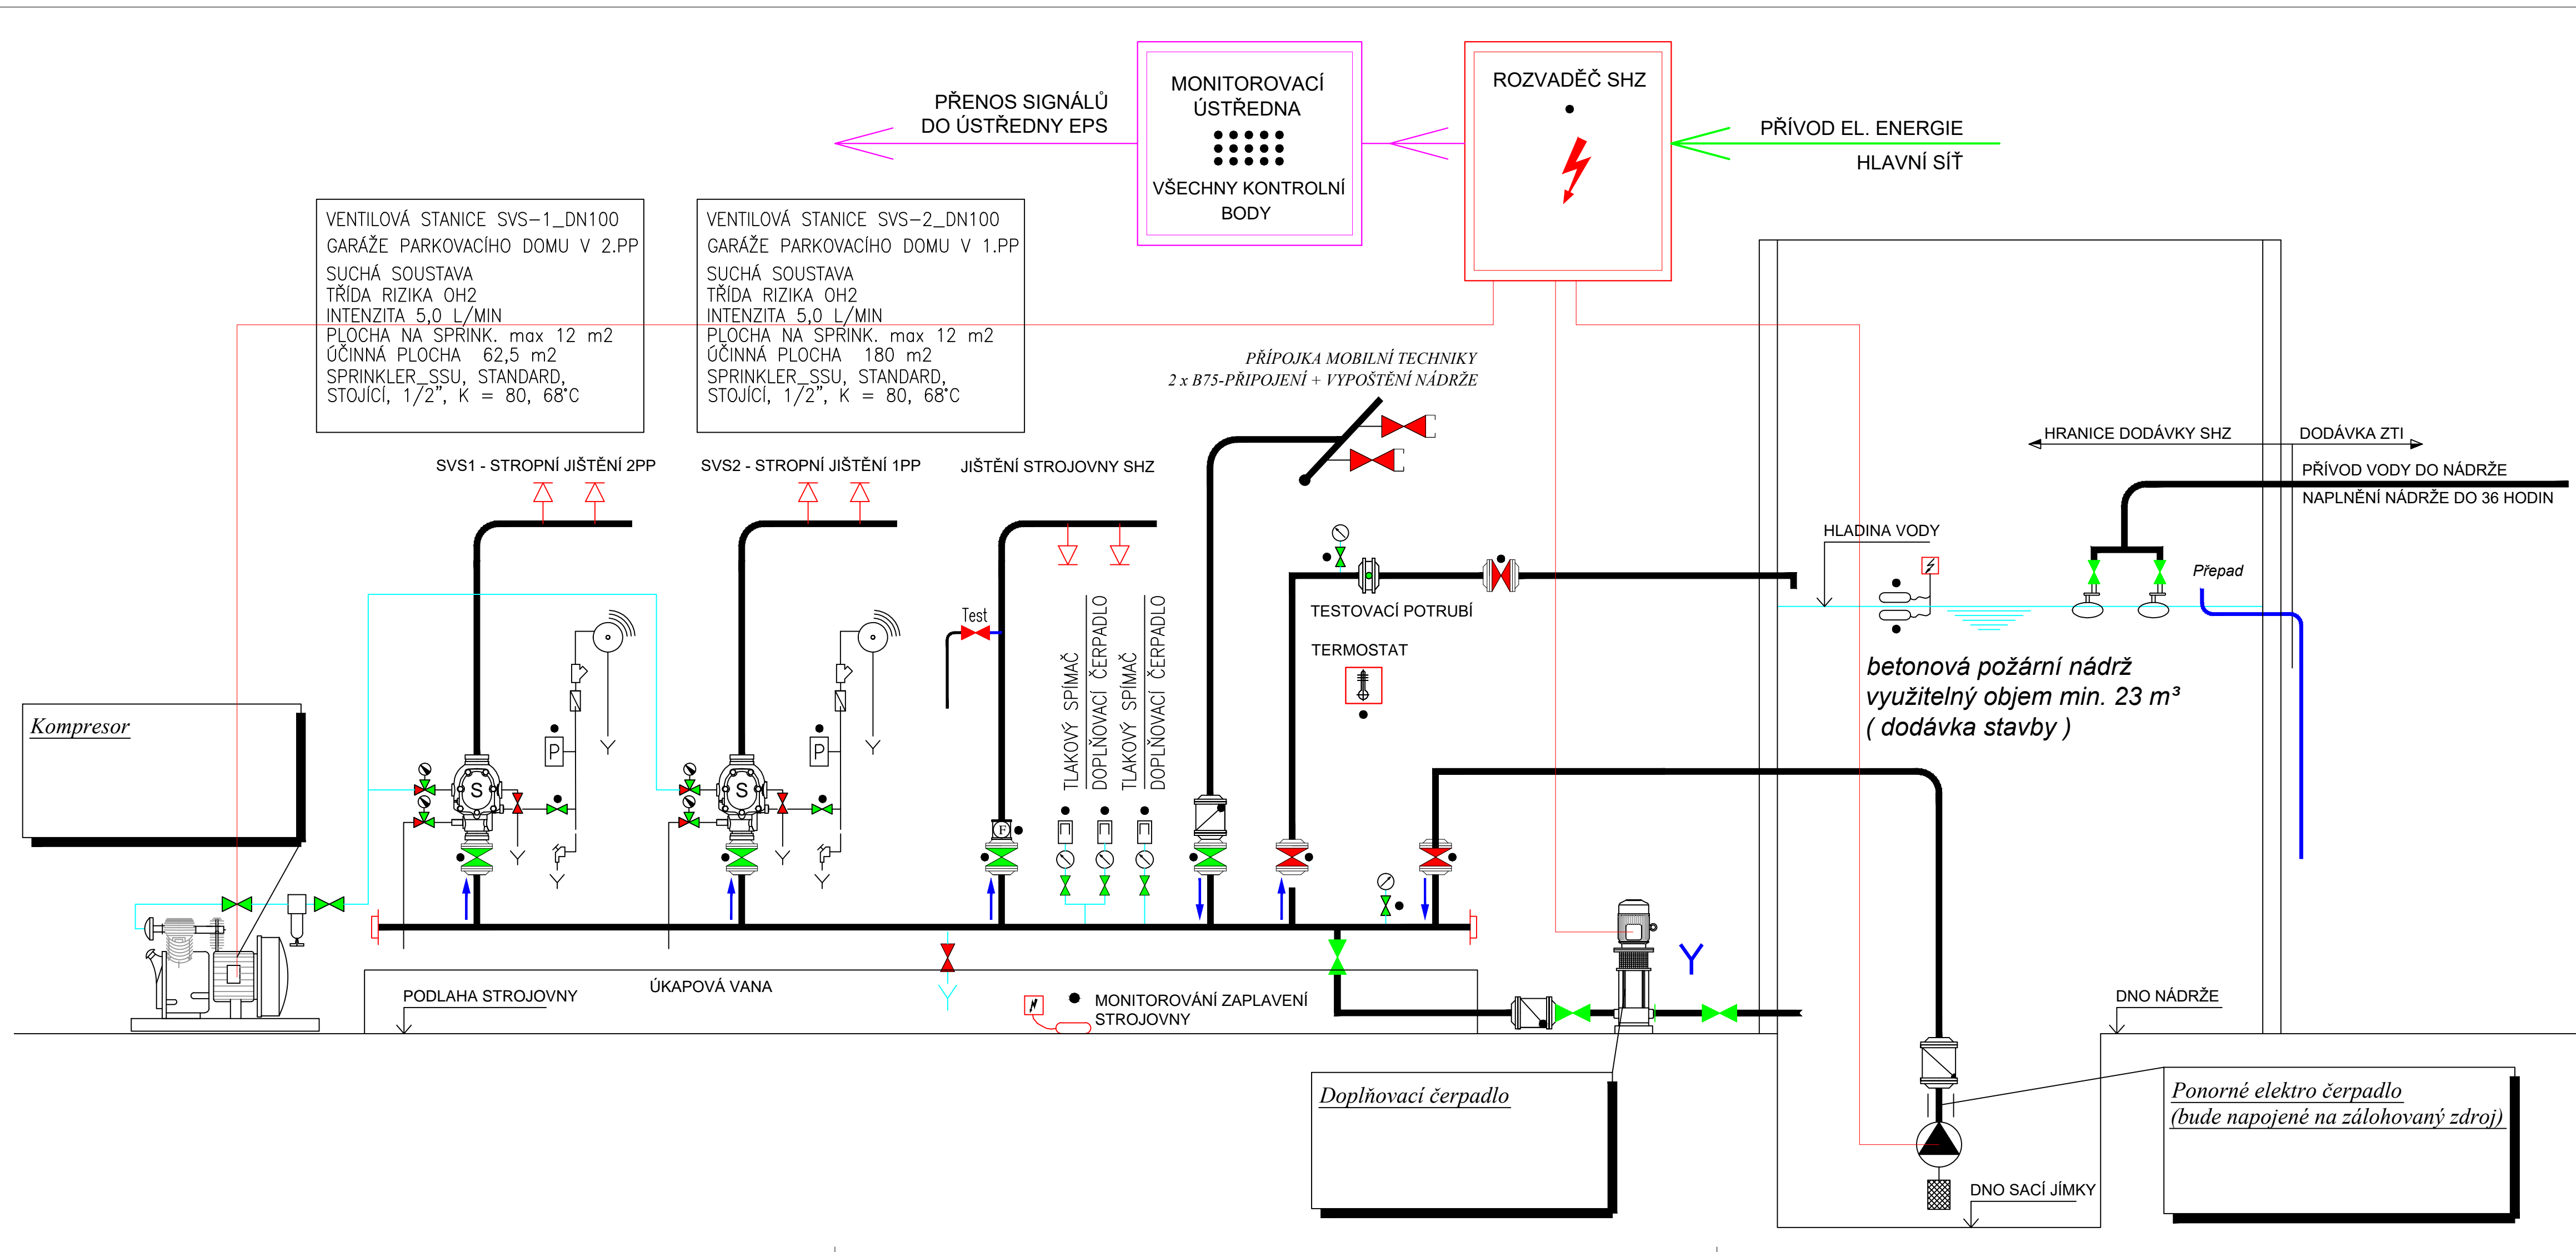 PŘENOS SIGNÁLŮ
DO ÚSTŘEDNY EPS
MONITOROVACÍ
ÚSTŘEDNA
VŠECHNY KONTROLNÍ
BODY
ROZVADĚČ SHZ
PŘÍVOD EL. ENERGIE
HLAVNÍ SÍŤ
VENTILOVÁ STANICE SVS-1_DN100
GARÁŽE PARKOVACÍHO DOMU V 2.PP
SUCHÁ SOUSTAVA
TŘÍDA RIZIKA OH2
INTENZITA 5,0 L/MIN
PLOCHA NA SPRINK. max 12 m2
ÚČINNÁ PLOCHA 62,5 m2
SPRINKLER_SSU, STANDARD,
STOJÍCÍ, 1/2", K = 80, 68°C
VENTILOVÁ STANICE SVS-2_DN100
GARÁŽE PARKOVACÍHO DOMU V 1.PP
SUCHÁ SOUSTAVA
TŘÍDA RIZIKA OH2
INTENZITA 5,0 L/MIN
PLOCHA NA SPRINK. max 12 m2
ÚČINNÁ PLOCHA 180 m2
SPRINKLER_SSU, STANDARD,
STOJÍCÍ, 1/2", K = 80, 68°C
PŘÍPOJKA MOBILNÍ TECHNIKY
2 x B75-PŘIPOJENÍ + VYPOŠTĚNÍ NÁDRŽE
SVS1 - STROPNÍ JIŠTĚNÍ 2PP
SVS2 - STROPNÍ JIŠTĚNÍ 1PP
JIŠTĚNÍ STROJOVNY SHZ
HRANICE DODÁVKY SHZ
DODÁVKA ZTI
PŘÍVOD VODY DO NÁDRŽE
NAPLNĚNÍ NÁDRŽE DO 36 HODIN
HLADINA VODY
Přepad
Test
TESTOVACÍ POTRUBÍ
TERMOSTAT
TLAKOVÝ SPÍMAČ
DOPLŇOVACÍ ČERPADLO
TLAKOVÝ SPÍMAČ
DOPLŇOVACÍ ČERPADLO
betonová požární nádrž
využitelný objem min. 23 m³
( dodávka stavby )
Kompresor
P
P
S
S
F
PODLAHA STROJOVNY
ÚKAPOVÁ VANA
MONITOROVÁNÍ ZAPLAVENÍ
STROJOVNY
DNO NÁDRŽE
Doplňovací čerpadlo
Ponorné elektro čerpadlo
(bude napojené na zálohovaný zdroj)
DNO SACÍ JÍMKY